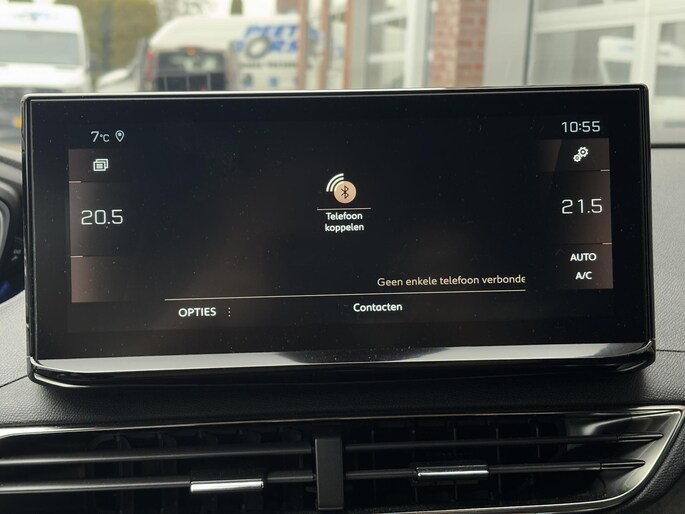 7°C
10:55
20.5
Telefoon
koppelen
21.5
Geen enkele telefoon verbonde
AUTO
A/C
OPTIES
Contacten